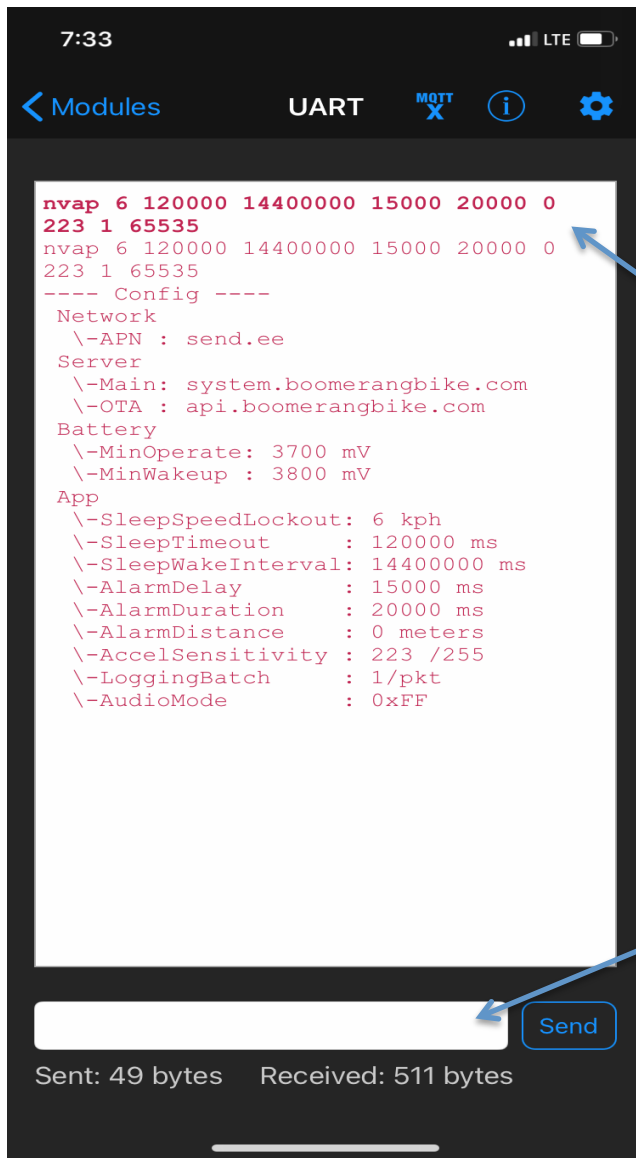 7:33 LTE
Modules UART MQTT X i
nvap 6 120000 14400000 15000 20000 0
223 1 65535
nvap 6 120000 14400000 15000 20000 0
223 1 65535
---- Config ----
Network
\-APN : send.ee
Server
\-Main: system.boomerangbike.com
\-OTA : api.boomerangbike.com
Battery
\-MinOperate: 3700 mV
\-MinWakeup : 3800 mV
App
\-SleepSpeedLockout: 6 kph
\-SleepTimeout : 120000 ms
\-SleepWakeInterval: 14400000 ms
\-AlarmDelay : 15000 ms
\-AlarmDuration : 20000 ms
\-AlarmDistance : 0 meters
\-AccelSensitivity : 223 /255
\-LoggingBatch : 1/pkt
\-AudioMode : 0xFF
Send
Sent: 49 bytes Received: 511 bytes